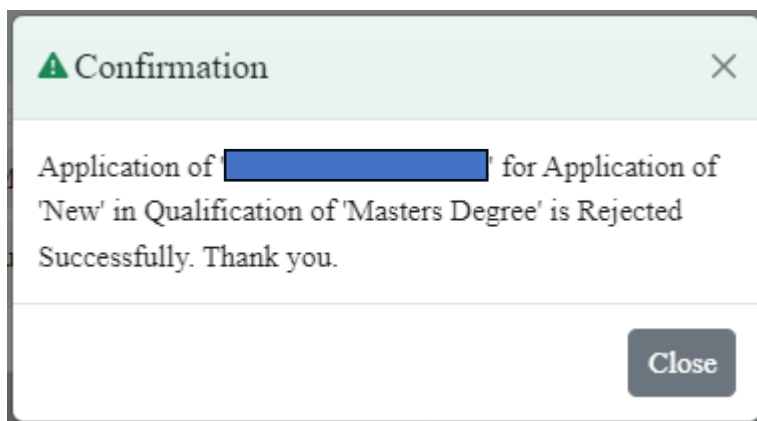 Confirmation
Application of '' for Application of
'New' in Qualification of 'Masters Degree' is Rejected
Successfully. Thank you.
Close